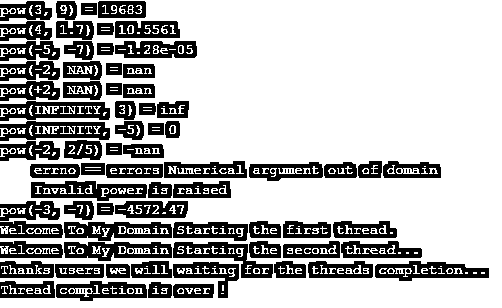 pow(3, 9) = 19683
pow(4, 1.7) = 10.5561
pow(-5, -7) = -1.28e-05
pow(-2, NAN) = nan
pow(+2, NAN) = nan
pow(INFINITY, 3) = inf
pow(INFINITY, -5) = 0
pow(-2, 2/5) = -nan
errno == errors Numerical argument out of domain
Invalid power is raised
pow(-3, -7) = -4572.47
Welcome To My Domain Starting the first thread.
Welcome To My Domain Starting the second thread...
Thanks users we will waiting for the threads completion...
Thread completion is over !